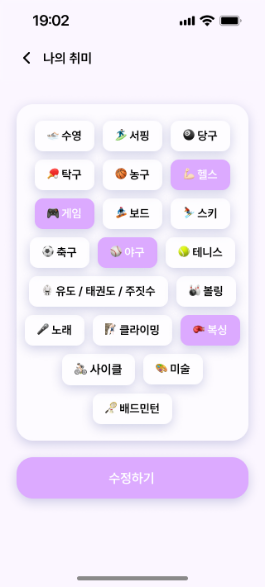 19:02
나의 취미
수영 서핑 당구
탁구 농구 헬스
게임 보드 스키
축구 야구 테니스
유도 / 태권도 / 주짓수 볼링
노래 클라이밍 복싱
사이클 미술
배드민턴
수정하기